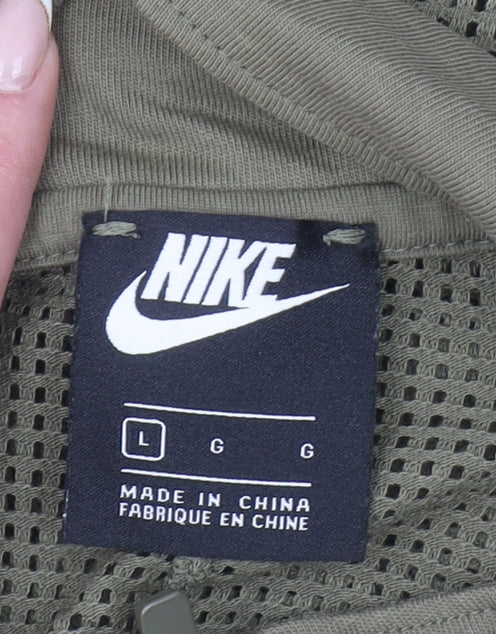 NIKE
L G G
MADE IN CHINA
FABRIQUE EN CHINE